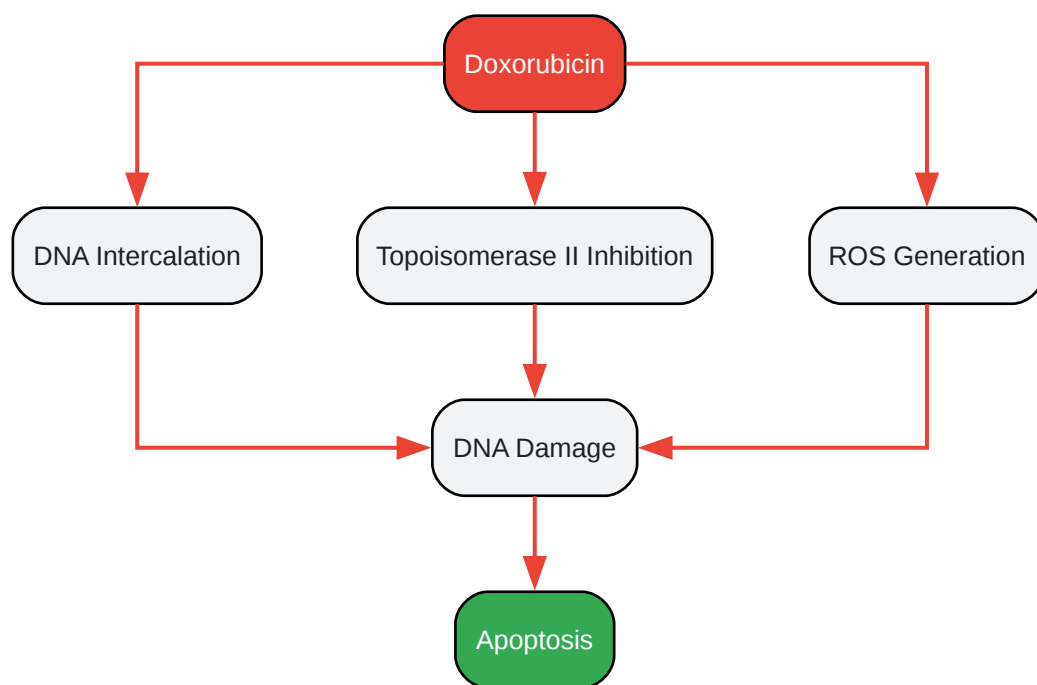 Doxorubicin
DNA Intercalation
Topoisomerase II Inhibition
ROS Generation
DNA Damage
Apoptosis